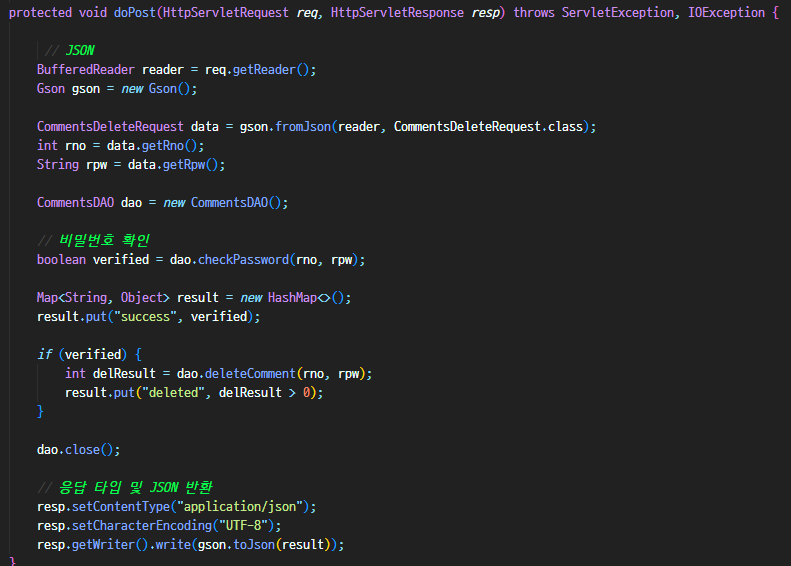 protected void doPost(HttpServletRequest req, HttpServletResponse resp) throws ServletException, IOException {
// JSON
BufferedReader reader = req.getReader();
Gson gson = new Gson();
CommentsDeleteRequest data = gson.fromJson(reader, CommentsDeleteRequest.class);
int rno = data.getRno();
String rpw = data.getRpw();
CommentsDAO dao = new CommentsDAO();
// 비밀번호 확인
boolean verified = dao.checkPassword(rno, rpw);
Map<String, Object> result = new HashMap<>();
result.put("success", verified);
if (verified) {
int delResult = dao.deleteComment(rno, rpw);
result.put("deleted", delResult > 0);
}
dao.close();
// 응답 타입 및 JSON 반환
resp.setContentType("application/json");
resp.setCharacterEncoding("UTF-8");
resp.getWriter().write(gson.toJson(result));
}